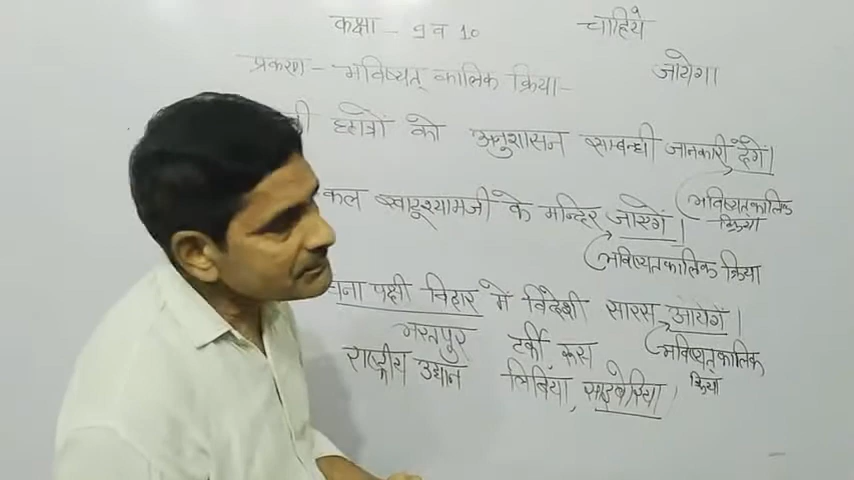 कक्षा - 9 व 10
चाहिये
प्रकरण - भविष्यत् कालिक क्रिया -
जायेगा
छात्रों को अनुशासन सम्बन्धी जानकारी देगें।
भविष्यतकालिक
क्रिया
कल खाटूश्यामजी के मन्दिर जाएगें।
भविष्यतकालिक क्रिया
पक्षी विहार में विदेशी सारस आयेगें।
भरतपुर
टर्की, रूस
भविष्यत्कालिक
क्रिया
राष्ट्रीय उद्यान
लिबिया, साइबेरिया